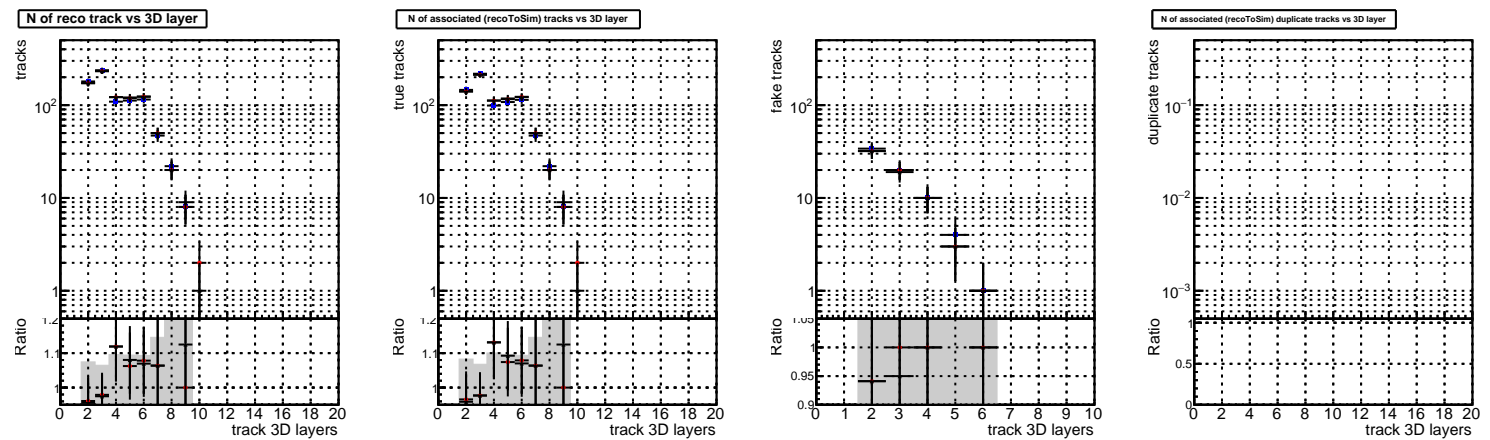 N of reco track vs 3D layer
tracks
10²
10
1
Ratio
1.2
1.1
1
0 2 4 6 8 10 12 14 16 18 20
track 3D layers
N of associated (recoToSim) tracks vs 3D layer
true tracks
10²
10
1
Ratio
1.2
1.1
1
0 2 4 6 8 10 12 14 16 18 20
track 3D layers
fake tracks
10²
10
1
Ratio
1.05
1
0.95
0.9
0 1 2 3 4 5 6 7 8 9 10
track 3D layers
N of associated (recoToSim) duplicate tracks vs 3D layer
duplicate tracks
10⁻¹
10⁻²
10⁻³
Ratio
1
0.5
0
0 2 4 6 8 10 12 14 16 18 20
track 3D layers